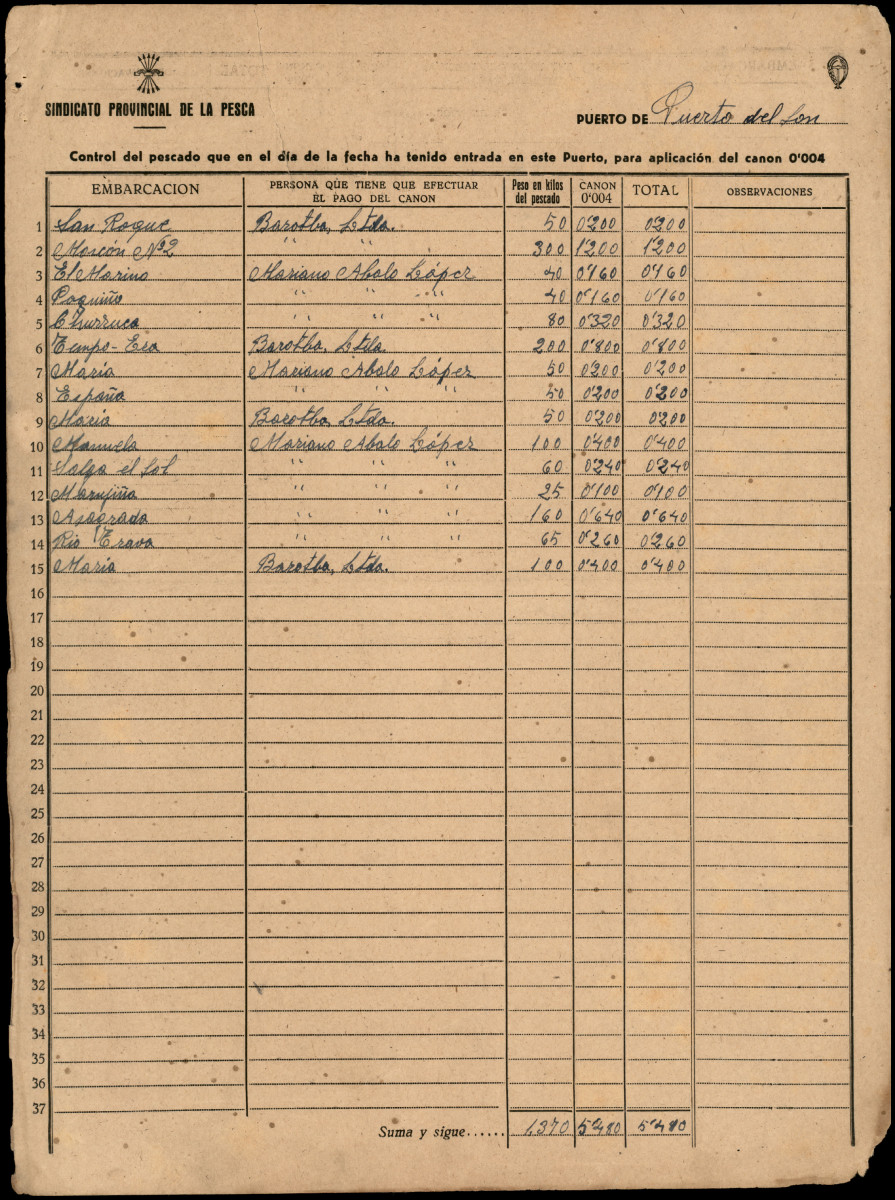 SINDICATO PROVINCIAL DE LA PESCA
PUERTO DE Puerto del Son
Control del pescado que en el día de la fecha ha tenido entrada en este Puerto, para aplicación del canon 0'004
EMBARCACION PERSONA QUE TIENE QUE EFECTUAR EL PAGO DEL CANON Peso en kilos del pescado CANON 0'004 TOTAL OBSERVACIONES
1 San Roque Barotba, Ltda. 50 0'200 0'200
2 Moscón Nº2 " " . 300 1'200 1'200
3 El Marino Mariano Abalo López 40 0'160 0'160
4 Poquiño " " " 40 0'160 0'160
5 Churruca " " " 80 0'320 0'320
6 Tempo-Era Barotba, Ltda. 200 0'800 0'800
7 María Mariano Abalo López 50 0'200 0'200
8 España " " " 50 0'200 0'200
9 María Barotba, Ltda. 50 0'200 0'200
10 Manuela Mariano Abalo López 100 0'400 0'400
11 Salga el Sol " " " 60 0'240 0'240
12 Marujiña " " " 25 0'100 0'100
13 Asagrada " " " 160 0'640 0'640
14 Rio " " " 65 0'260 0'260
15 María Barotba, Ltda. 100 0'400 0'400
16
17
18
19
20
21
22
23
24
25
26
27
28
29
30
31
32
33
34
35
36
37
Suma y sigue...... 1,370 5'480 5'480